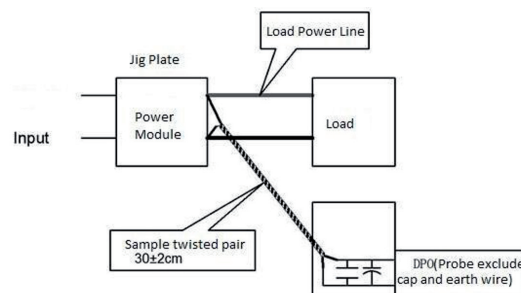 Load Power Line
Jig Plate
Input
Power
Module
Load
Sample twisted pair
30±2cm
DPO(Probe exclude
cap and earth wire)